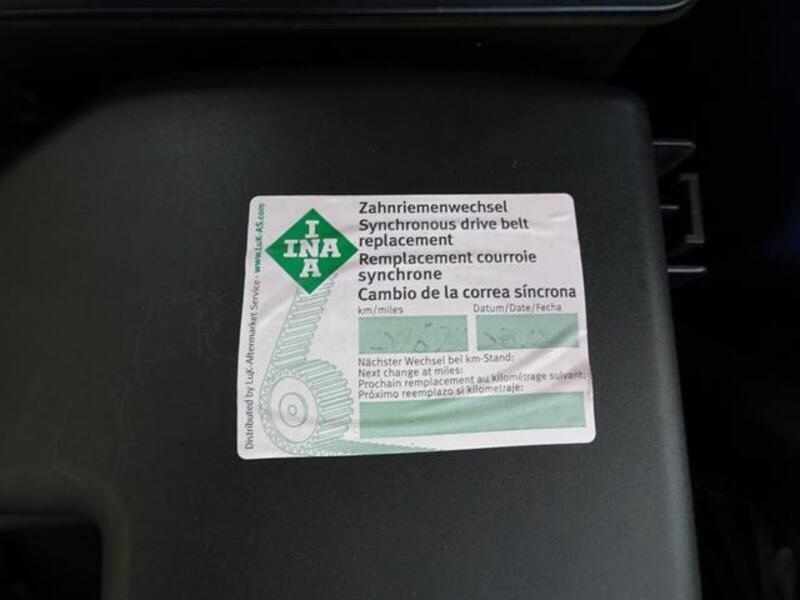 INA
INA
Zahnriemenwechsel
Synchronous drive belt
replacement
Remplacement courroie
synchrone
Cambio de la correa síncrona
km/miles
Datum/Date/Fecha
Nächster Wechsel bei km-Stand:
Next change at miles:
Prochain remplacement au kilométrage suivant:
Próximo reemplazo si kilometraje:
Distributed by LuK Aftermarket Service · www.LuK-AS.com